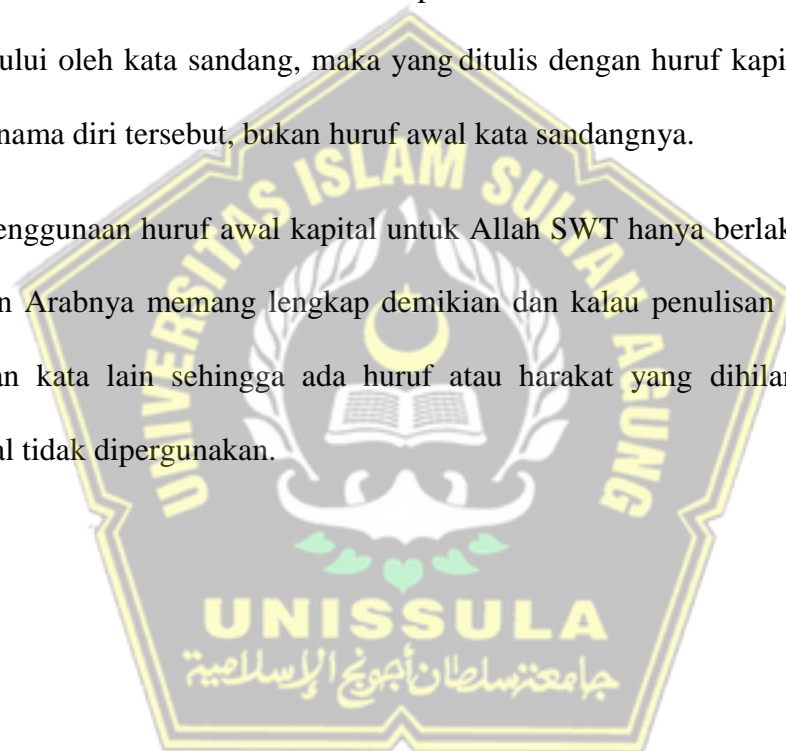 ului oleh kata sandang, maka yang ditulis dengan huruf kapi
nama diri tersebut, bukan huruf awal kata sandangnya.
enggunaan huruf awal kapital untuk Allah SWT hanya berlak
n Arabnya memang lengkap demikian dan kalau penulisan
an kata lain sehingga ada huruf atau harakat yang dihilan
al tidak dipergunakan.
UNIVERSITAS ISLAM SULTAN AGUNG
UNISSULA
جامعنسلطان أجونج الإسلامية